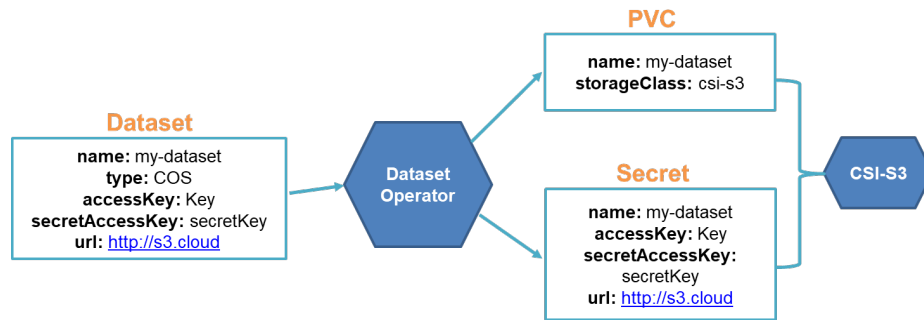 Dataset
name: my-dataset
type: COS
accessKey: Key
secretAccessKey: secretKey
url: http://s3.cloud
Dataset
Operator
PVC
name: my-dataset
storageClass: csi-s3
Secret
name: my-dataset
accessKey: Key
secretAccessKey:
secretKey
url: http://s3.cloud
CSI-S3